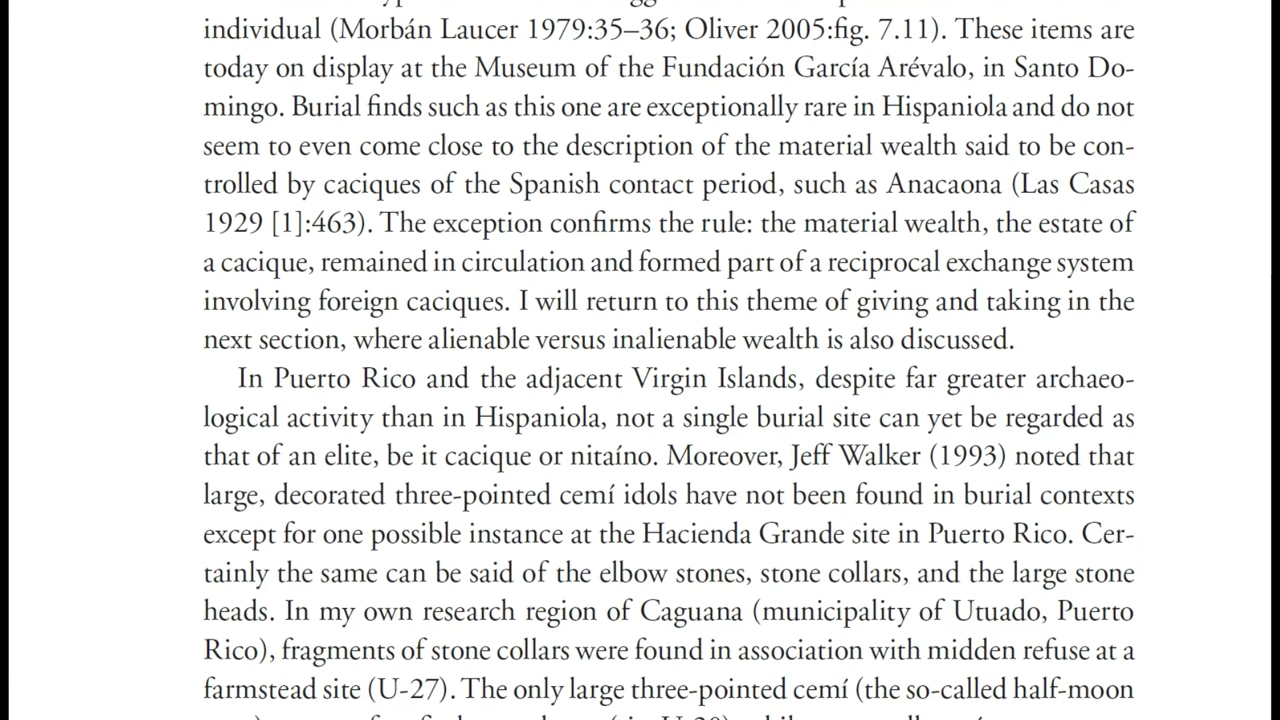 individual (Morbán Laucer 1979:35–36; Oliver 2005:fig. 7.11). These items are
today on display at the Museum of the Fundación García Arévalo, in Santo Do-
mingo. Burial finds such as this one are exceptionally rare in Hispaniola and do not
seem to even come close to the description of the material wealth said to be con-
trolled by caciques of the Spanish contact period, such as Anacaona (Las Casas
1929 [1]:463). The exception confirms the rule: the material wealth, the estate of
a cacique, remained in circulation and formed part of a reciprocal exchange system
involving foreign caciques. I will return to this theme of giving and taking in the
next section, where alienable versus inalienable wealth is also discussed.
In Puerto Rico and the adjacent Virgin Islands, despite far greater archaeo-
logical activity than in Hispaniola, not a single burial site can yet be regarded as
that of an elite, be it cacique or nitaíno. Moreover, Jeff Walker (1993) noted that
large, decorated three-pointed cemí idols have not been found in burial contexts
except for one possible instance at the Hacienda Grande site in Puerto Rico. Cer-
tainly the same can be said of the elbow stones, stone collars, and the large stone
heads. In my own research region of Caguana (municipality of Utuado, Puerto
Rico), fragments of stone collars were found in association with midden refuse at a
farmstead site (U-27). The only large three-pointed cemí (the so-called half-moon